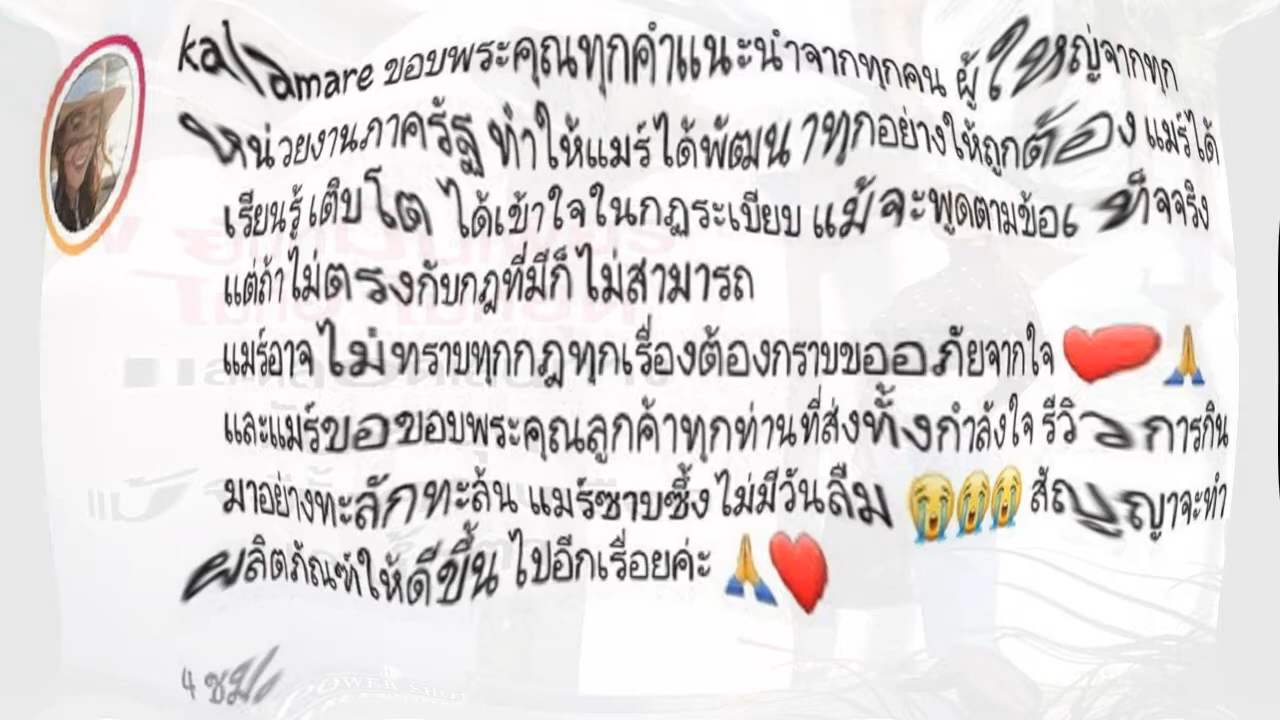 kalamare ขอบพระคุณทุกคำแนะนำจากทุกคน ผู้ใหญ่จากทุก
หน่วยงานภาครัฐ ทำให้แมร์ได้พัฒนาทุกอย่างให้ถูกต้อง แมร์ได้
เรียนรู้ เติบโต ได้เข้าใจในกฎระเบียบ แม้จะพูดตามข้อเท็จจริง
แต่ถ้าไม่ตรงกับกฎที่มีก็ไม่สามารถ
แมร์อาจไม่ทราบทุกกฎทุกเรื่องต้องกราบขออภัยจากใจ ❤️🙏
และแมร์ขอขอบพระคุณลูกค้าทุกท่านที่ส่งทั้งกำลังใจ รีวิว การกิน
มาอย่างทะลักทะล้น แมร์ซาบซึ้ง ไม่มีวันลืม 😭😭😭 สัญญาจะทำ
ผลิตภัณฑ์ให้ดีขึ้น ไปอีกเรื่อยค่ะ 🙏❤️
4 ชม.